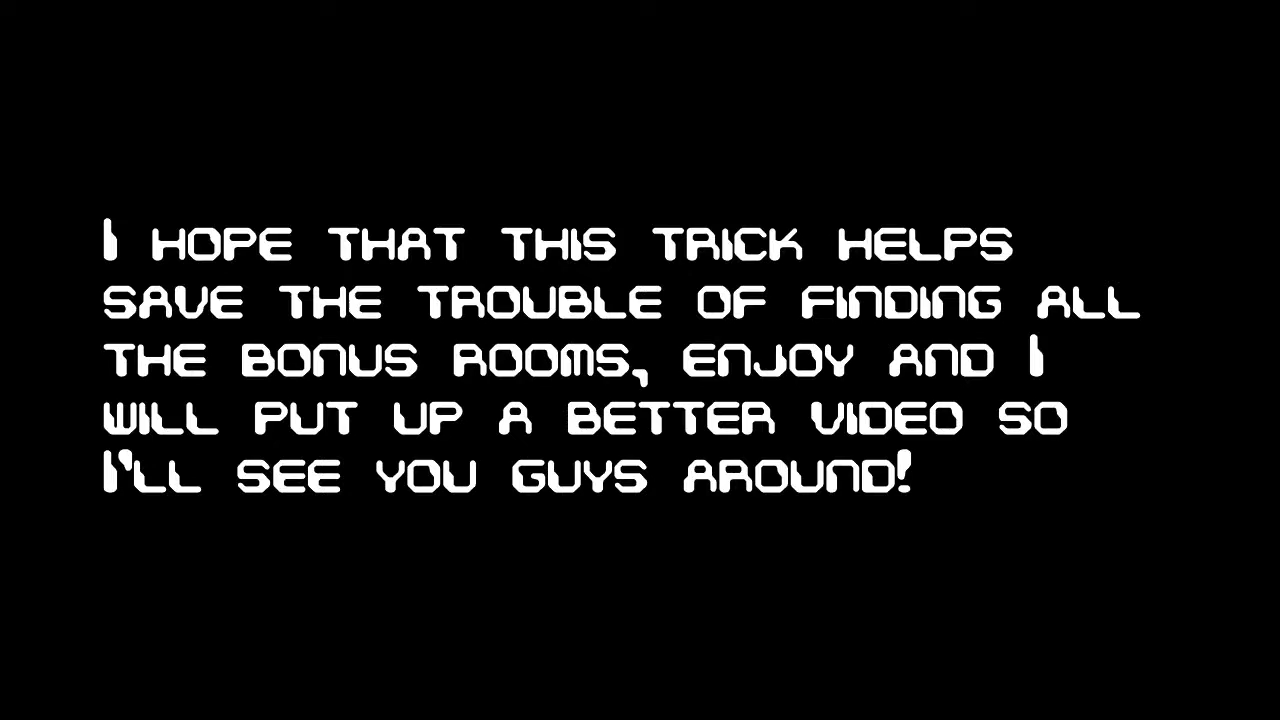 I HOPE THAT THIS TRICK HELPS
SAVE THE TROUBLE OF FINDING ALL
THE BONUS ROOMS, ENJOY AND I
WILL PUT UP A BETTER VIDEO SO
I'LL SEE YOU GUYS AROUND!